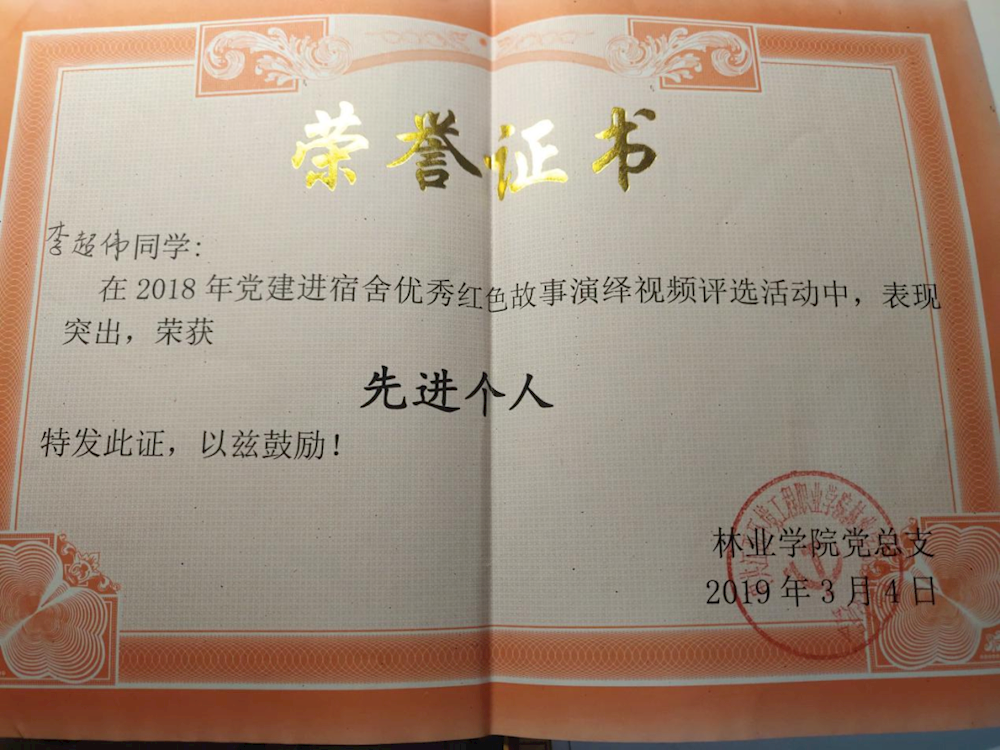 荣誉证书
李超伟同学:
在2018年党建进宿舍优秀红色故事演绎视频评选活动中，表现
突出，荣获
先进个人
特发此证，以兹鼓励！
林业学院党总支
2019年3月4日